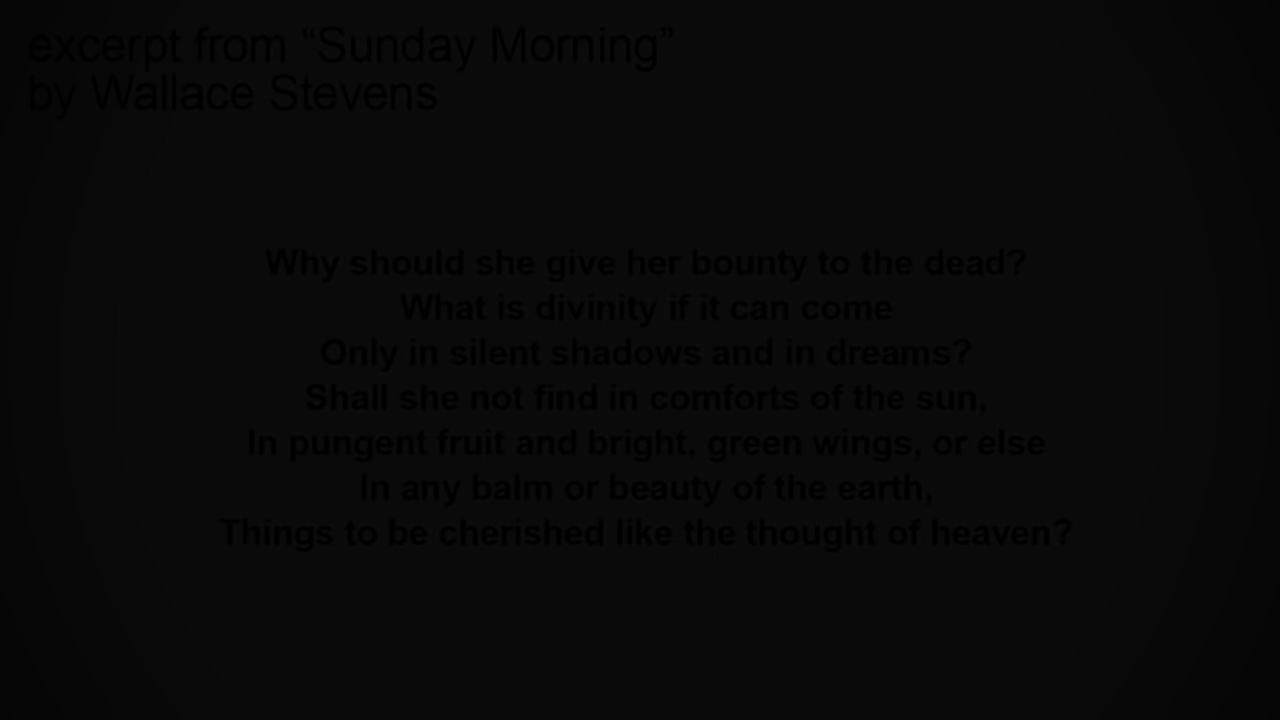 excerpt from “Sunday Morning”
by Wallace Stevens
Why should she give her bounty to the dead?
What is divinity if it can come
Only in silent shadows and in dreams?
Shall she not find in comforts of the sun,
In pungent fruit and bright, green wings, or else
In any balm or beauty of the earth,
Things to be cherished like the thought of heaven?